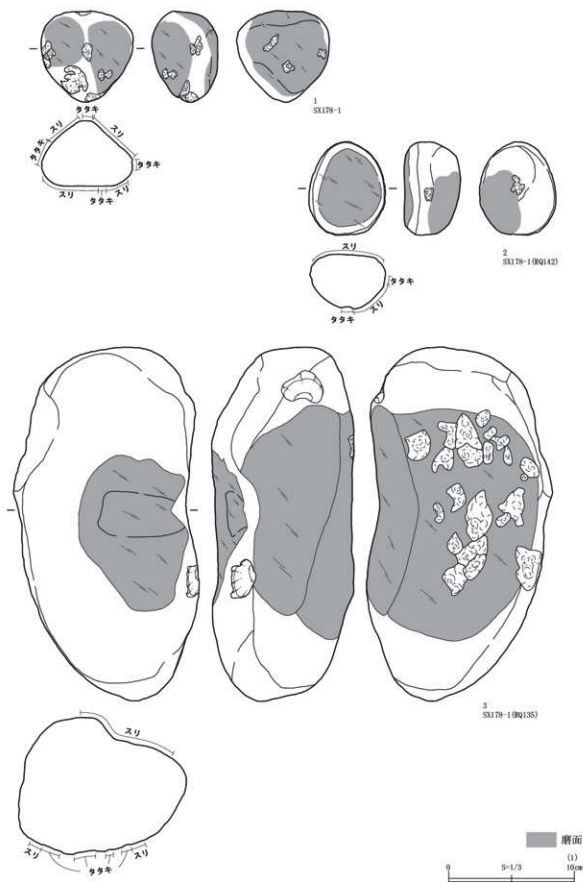 1
SX178-1
タタキ
スリ
スリ
タタキ
タタキ
スリ
タタキ
スリ
2
SX178-1(RQ142)
スリ
タタキ
タタキ
スリ
3
SX178-1(RQ135)
スリ
スリ
タタキ
スリ
磨面
(1)
0
S=1/3
10cm